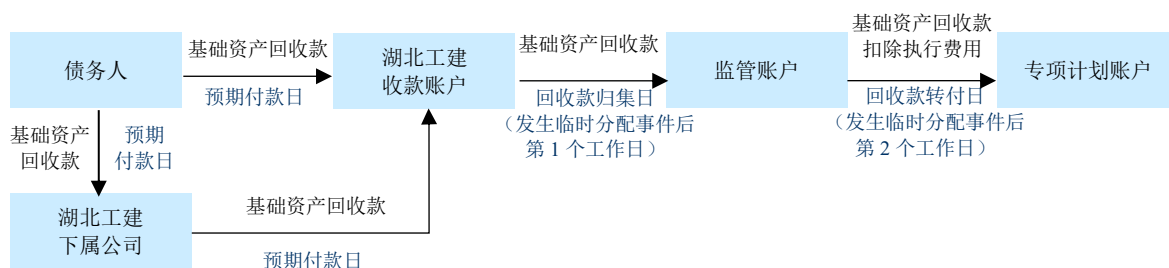 债务人
基础资产回收款
预期付款日
湖北工建
收款账户
基础资产回收款
回收款归集日
（发生临时分配事件后
第 1 个工作日）
监管账户
基础资产回收款
扣除执行费用
回收款转付日
（发生临时分配事件后
第 2 个工作日）
专项计划账户
基础资产
回收款
预期
付款日
湖北工建
下属公司
基础资产回收款
预期付款日